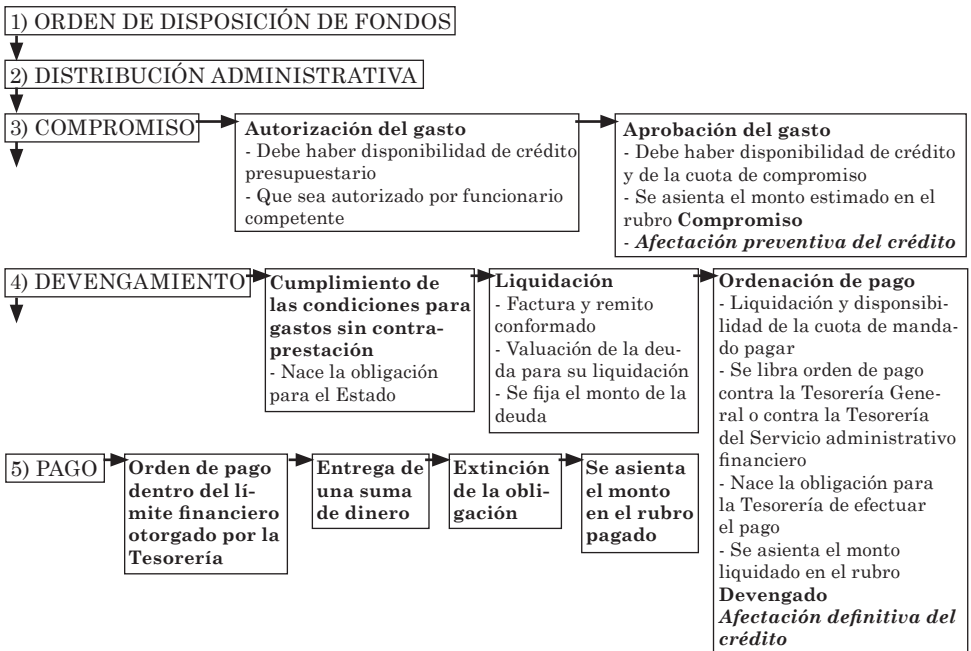 1) ORDEN DE DISPOSICIÓN DE FONDOS
2) DISTRIBUCIÓN ADMINISTRATIVA
3) COMPROMISO
Autorización del gasto
- Debe haber disponibilidad de crédito
presupuestario
- Que sea autorizado por funcionario
competente
Aprobación del gasto
- Debe haber disponibilidad de crédito
y de la cuota de compromiso
- Se asienta el monto estimado en el
rubro Compromiso
- Afectación preventiva del crédito
4) DEVENGAMIENTO
Cumplimiento de
las condiciones para
gastos sin contra-
prestación
- Nace la obligación
para el Estado
Liquidación
- Factura y remito
conformado
- Valuación de la deu-
da para su liquidación
- Se fija el monto de la
deuda
Ordenación de pago
- Liquidación y disponsibi-
lidad de la cuota de manda-
do pagar
- Se libra orden de pago
contra la Tesorería Gene-
ral o contra la Tesorería
del Servicio administrativo
financiero
- Nace la obligación para
la Tesorería de efectuar
el pago
- Se asienta el monto
liquidado en el rubro
Devengado
Afectación definitiva del
crédito
5) PAGO
Orden de pago
dentro del lí-
mite financiero
otorgado por la
Tesorería
Entrega de
una suma
de dinero
Extinción
de la obli-
gación
Se asienta
el monto
en el rubro
pagado